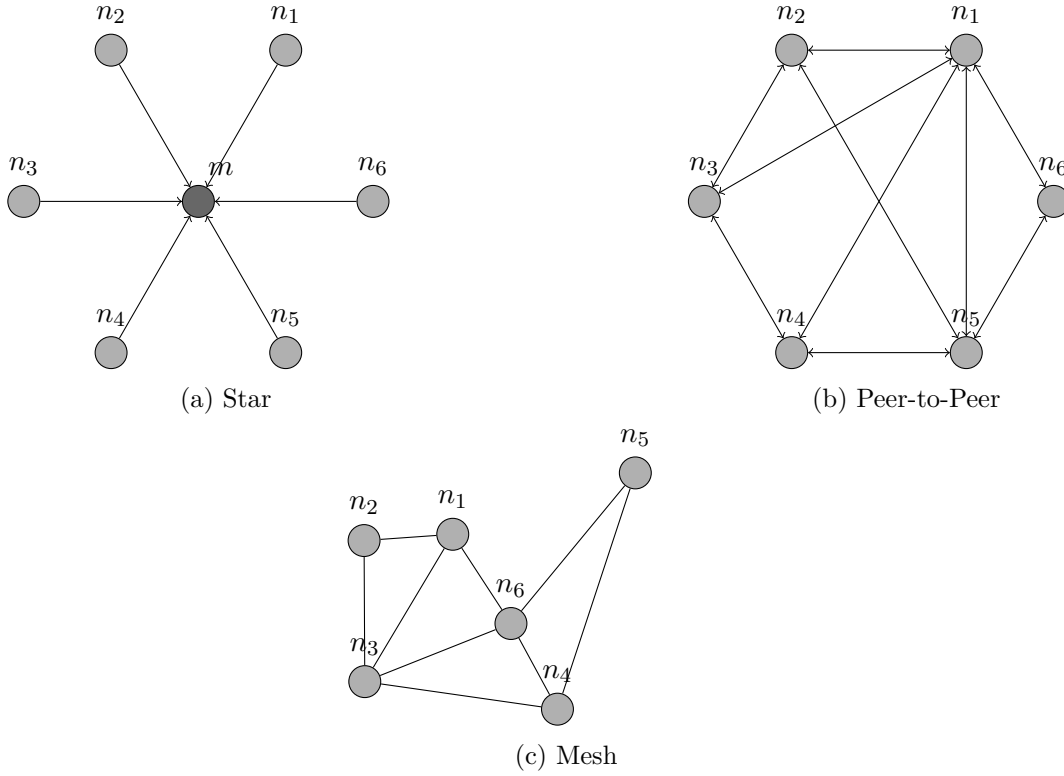 n2 n1
n3 m n6
n4 n5
(a) Star
n2 n1
n3 n6
n4 n5
(b) Peer-to-Peer
n5
n2 n1
n6
n3
n4
(c) Mesh